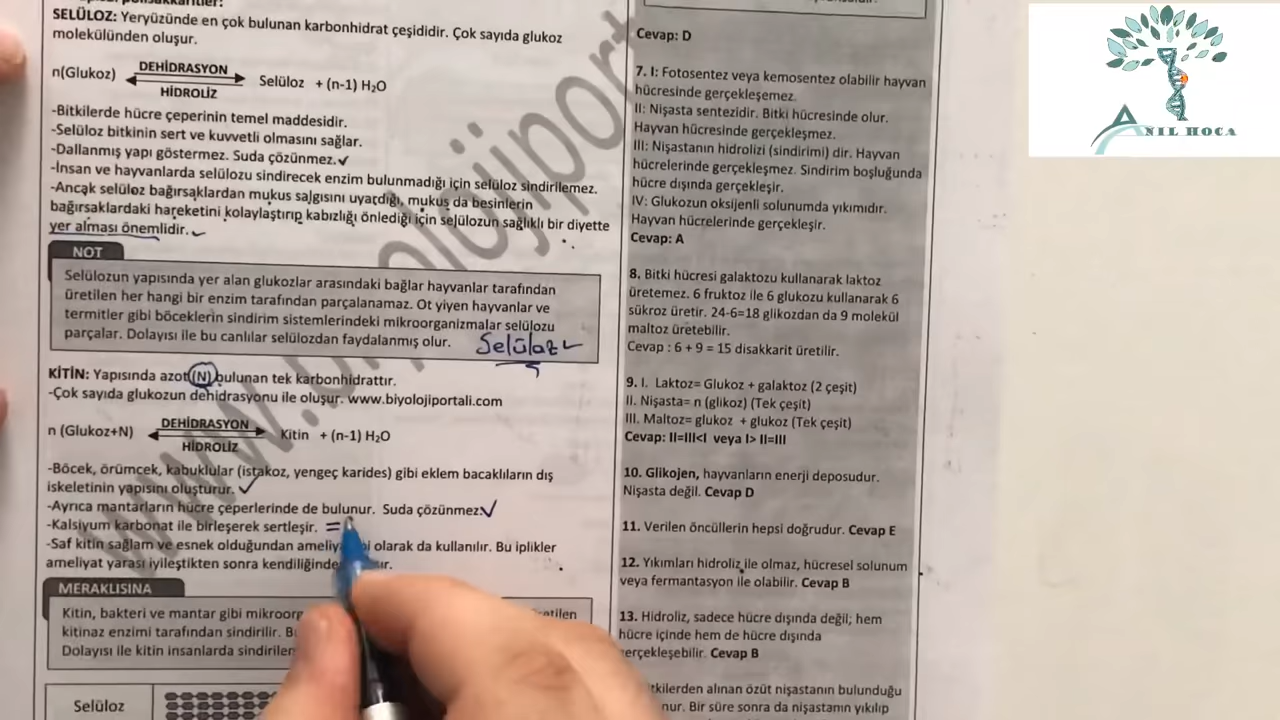 SELÜLOZ: Yeryüzünde en çok bulunan karbonhidrat çeşididir. Çok sayıda glukoz
molekülünden oluşur.
n(Glukoz) DEHİDRASYON HİDROLİZ Selüloz + (n-1) H₂O
-Bitkilerde hücre çeperinin temel maddesidir.
-Selüloz bitkinin sert ve kuvvetli olmasını sağlar.
-Dallanmış yapı göstermez. Suda çözünmez.
-İnsan ve hayvanlarda selülozu sindirecek enzim bulunmadığı için selüloz sindirilemez.
-Ancak selüloz bağırsaklardan mukus salgısını uyardığı, mukus da besinlerin
bağırsaklardaki hareketini kolaylaştırıp kabızlığı önlediği için selülozun sağlıklı bir diyette
yer alması önemlidir.
NOT
Selülozun yapısında yer alan glukozlar arasındaki bağlar hayvanlar tarafından
üretilen her hangi bir enzim tarafından parçalanamaz. Ot yiyen hayvanlar ve
termitler gibi böceklerin sindirim sistemlerindeki mikroorganizmalar selülozu
parçalar. Dolayısı ile bu canlılar selülozdan faydalanmış olur. Selülaz
KİTİN: Yapısında azot (N) bulunan tek karbonhidrattır.
-Çok sayıda glukozun dehidrasyonu ile oluşur. www.biyolojiportali.com
n (Glukoz+N) DEHİDRASYON HİDROLİZ Kitin + (n-1) H₂O
-Böcek, örümcek, kabuklular (istakoz, yengeç karides) gibi eklem bacaklıların dış
iskeletinin yapısını oluşturur.
-Ayrıca mantarların hücre çeperlerinde de bulunur. Suda çözünmez.
-Kalsiyum karbonat ile birleşerek sertleşir. =
-Saf kitin sağlam ve esnek olduğundan olarak da kullanılır. Bu iplikler
ameliyat yarası iyileştikten sonra
MERAKLISINA
Kitin, bakteri ve mantar gibi
kitinaz enzimi tarafından sindirilir.
Dolayısı ile kitin insanlarda
Selüloz
Cevap: D
7. I: Fotosentez veya kemosentez olabilir hayvan
hücresinde gerçekleşemez.
II: Nişasta sentezidir. Bitki hücresinde olur.
Hayvan hücresinde gerçekleşmez.
III: Nişastanın hidrolizi (sindirimi) dir. Hayvan
hücrelerinde gerçekleşmez. Sindirim boşluğunda
hücre dışında gerçekleşir.
IV: Glukozun oksijenli solunumda yıkımıdır.
Hayvan hücrelerinde gerçekleşir.
Cevap: A
8. Bitki hücresi galaktozu kullanarak laktoz
üretemez. 6 fruktoz ile 6 glukozu kullanarak 6
sükroz üretir. 24-6=18 glikozdan da 9 molekül
maltoz üretebilir.
Cevap : 6 + 9 = 15 disakkarit üretilir.
9. I. Laktoz= Glukoz + galaktoz (2 çeşit)
II. Nişasta= n (glikoz) (Tek çeşit)
III. Maltoz= glukoz + glukoz (Tek çeşit)
Cevap: II=III<I veya I> II=III
10. Glikojen, hayvanların enerji deposudur.
Nişasta değil. Cevap D
11. Verilen öncüllerin hepsi doğrudur. Cevap E
12. Yıkımları hidroliz ile olmaz, hücresel solunum
veya fermantasyon ile olabilir. Cevap B
13. Hidroliz, sadece hücre dışında değil; hem
hücre içinde hem de hücre dışında
Cevap B
alınan özüt nişastanın bulunduğu
Bir süre sonra da nişastanın yıkılıp
ANIL HOCA